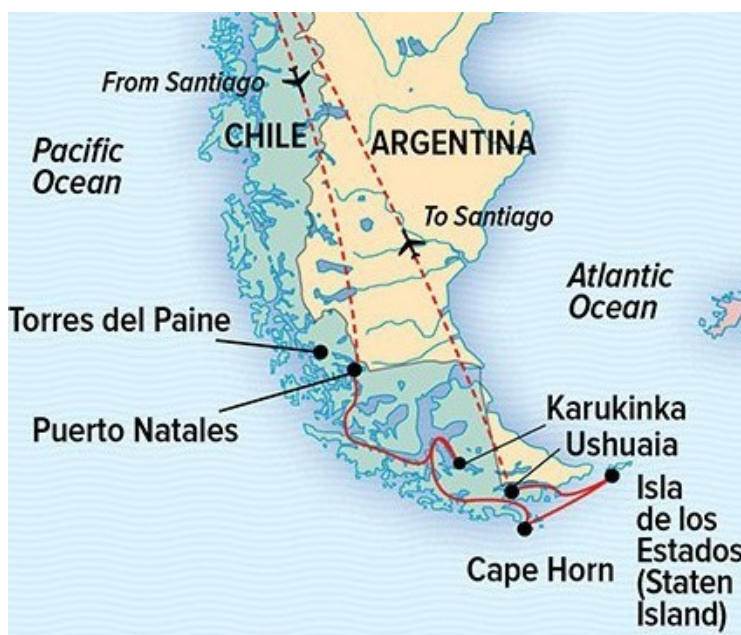 From Santiago
CHILE
ARGENTINA
Pacific
Ocean
To Santiago
Atlantic
Ocean
Torres del Paine
Puerto Natales
Karukinka
Ushuaia
Isla
de los
Estados
(Staten
Island)
Cape Horn